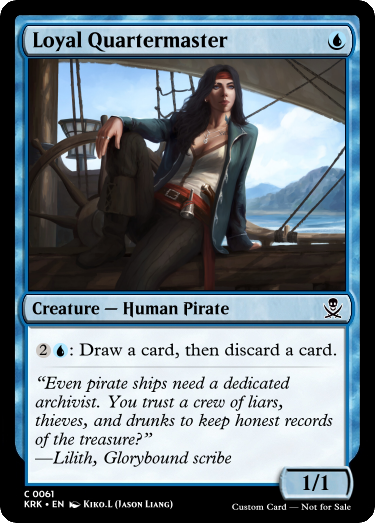 Loyal Quartermaster
Creature — Human Pirate
2 : Draw a card, then discard a card.
“Even pirate ships need a dedicated
archivist. You trust a crew of liars,
thieves, and drunks to keep honest records
of the treasure?”
—Lilith, Glorybound scribe
1/1
C 0061
KRK • EN Kiko.L (Jason Liang)
Custom Card — Not for Sale